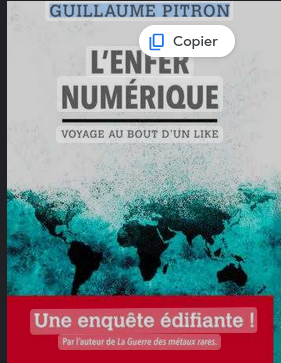 GUILLAUME PITRON
Copier
L'ENFER
NUMÉRIQUE
VOYAGE AU BOUT D'UN LIKE
Une enquête édifiante !
Par l'auteur de La Guerre des métaux rares.